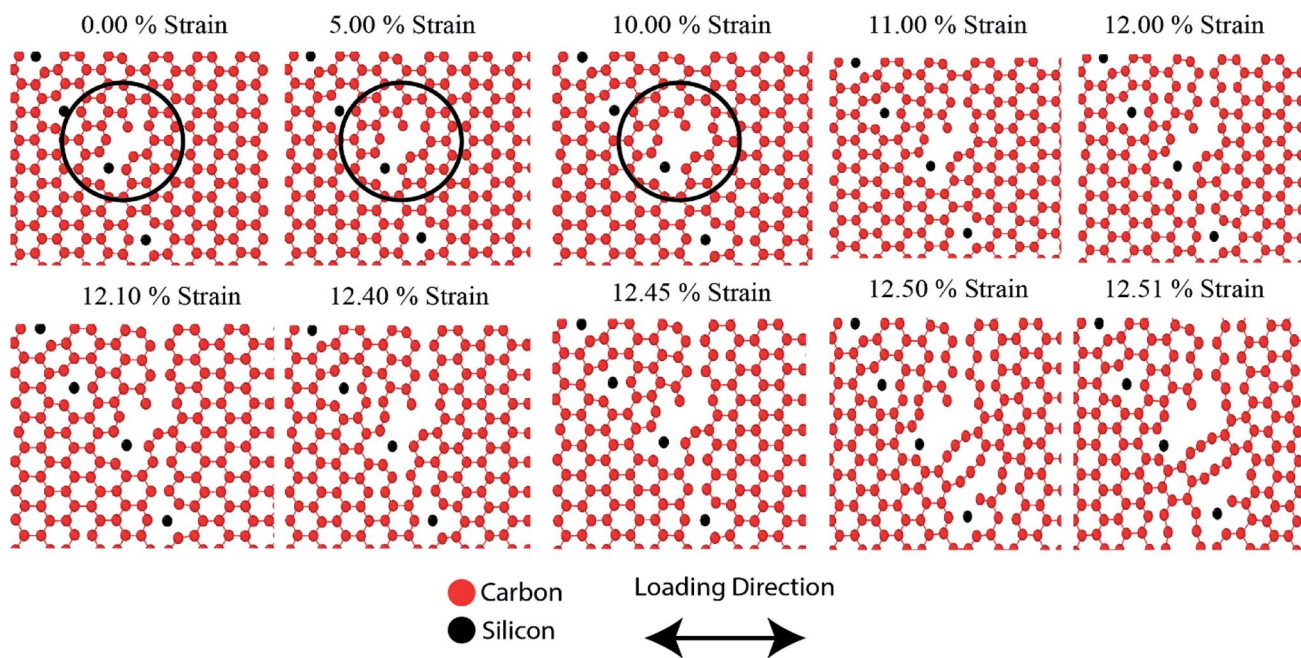 0.00 % Strain
5.00 % Strain
10.00 % Strain
11.00 % Strain
12.00 % Strain
12.10 % Strain
12.40 % Strain
12.45 % Strain
12.50 % Strain
12.51 % Strain
Carbon
Silicon
Loading Direction